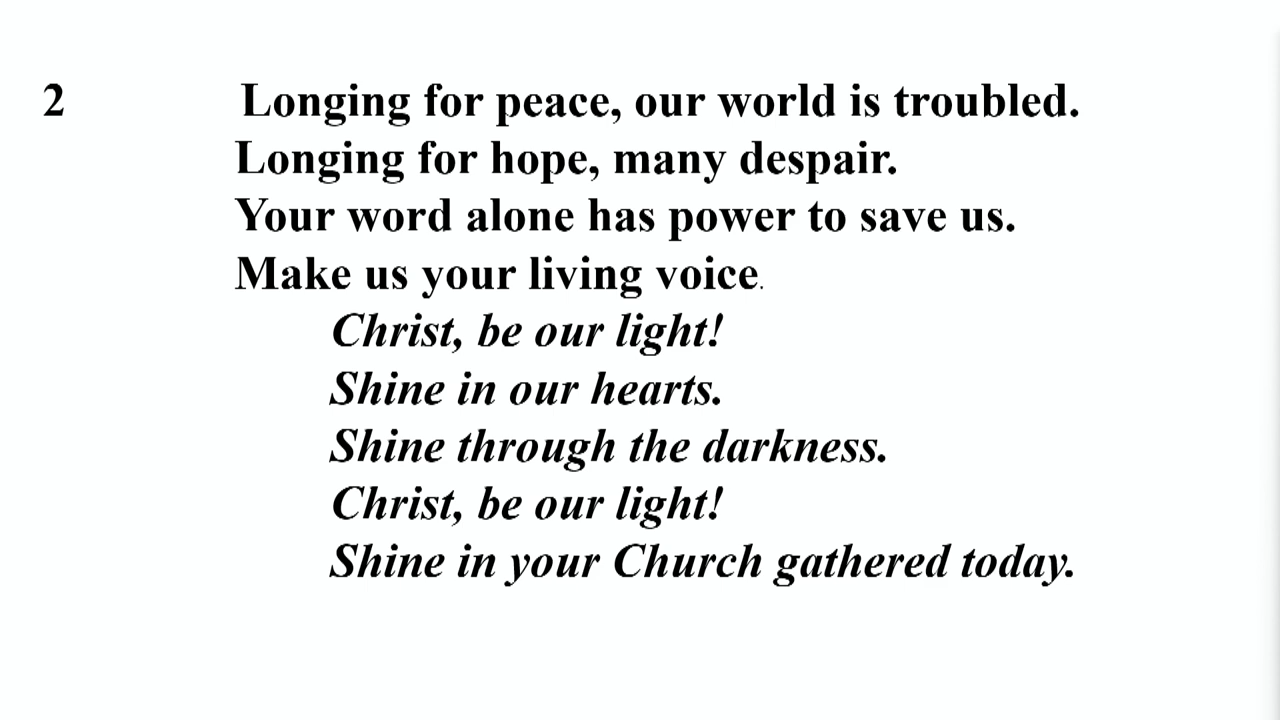 2 Longing for peace, our world is troubled.
Longing for hope, many despair.
Your word alone has power to save us.
Make us your living voice.
Christ, be our light!
Shine in our hearts.
Shine through the darkness.
Christ, be our light!
Shine in your Church gathered today.